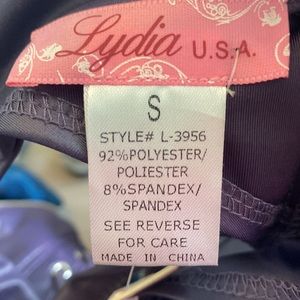 Lydia U.S.A.
S
STYLE# L-3956
92%POLYESTER/
POLIESTER
8%SPANDEX/
SPANDEX
SEE REVERSE
FOR CARE
MADE IN CHINA